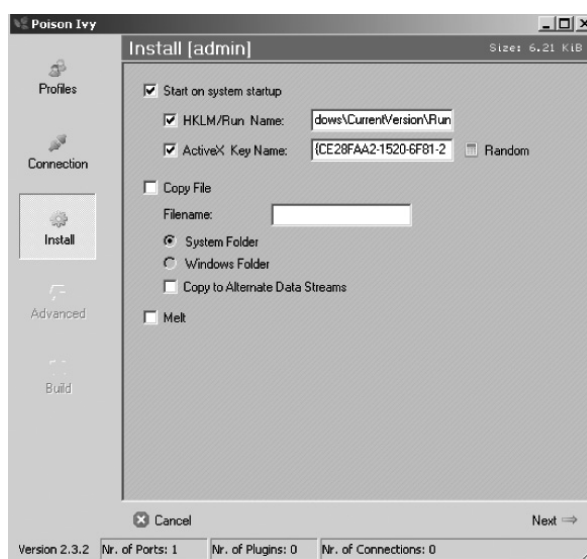 Poison Ivy
Install [admin]
Size: 6.21 KiB
Profiles
Connection
Install
Advanced
Build
Start on system startup
HKLM/Run Name: dows\CurrentVersion\Run
ActiveX Key Name: {CE28FAA2-1520-6F81-2 Random
Copy File
Filename:
System Folder
Windows Folder
Copy to Alternate Data Streams
Melt
Cancel
Next
Version 2.3.2 Nr. of Ports: 1 Nr. of Plugins: 0 Nr. of Connections: 0